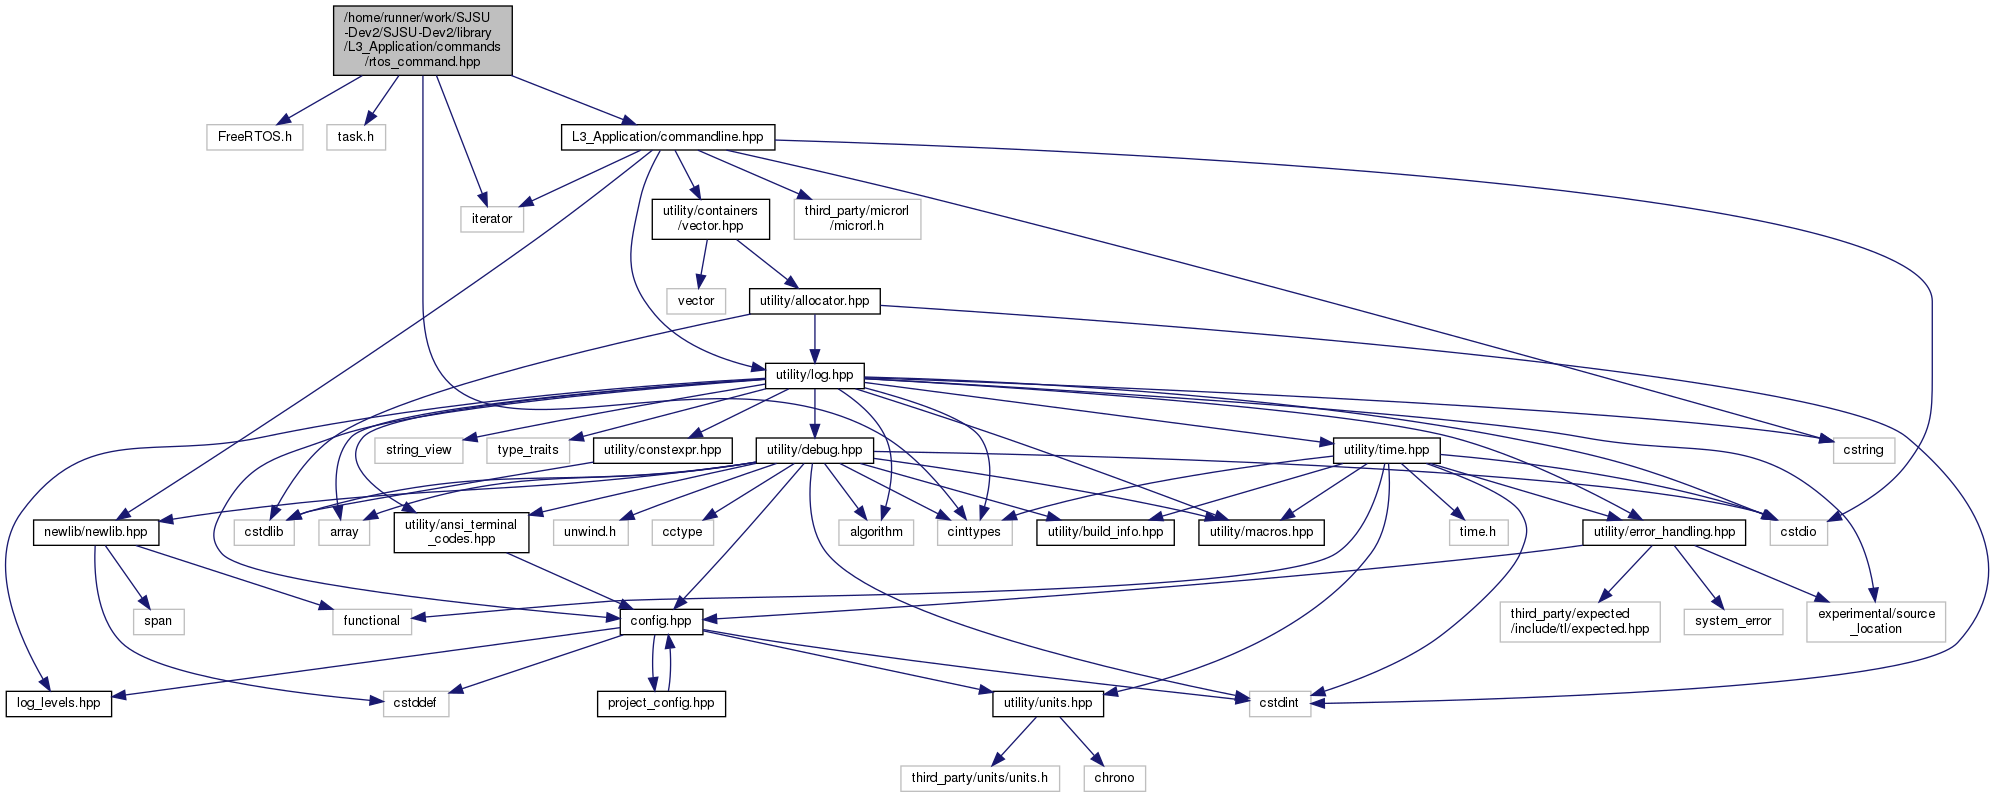 /home/runner/work/SJSU
-Dev2/SJSU-Dev2/library
/L3_Application/commands
/rtos_command.hpp
FreeRTOS.h
task.h
L3_Application/commandline.hpp
iterator
utility/containers
/vector.hpp
third_party/microrl
/microrl.h
vector
utility/allocator.hpp
utility/log.hpp
string_view
type_traits
utility/constexpr.hpp
utility/debug.hpp
utility/time.hpp
cstring
newlib/newlib.hpp
cstdlib
array
utility/ansi_terminal
_codes.hpp
unwind.h
cctype
algorithm
cinttypes
utility/build_info.hpp
utility/macros.hpp
time.h
utility/error_handling.hpp
cstdio
span
functional
config.hpp
third_party/expected
/include/tl/expected.hpp
system_error
experimental/source
_location
log_levels.hpp
cstddef
project_config.hpp
utility/units.hpp
cstdint
third_party/units/units.h
chrono